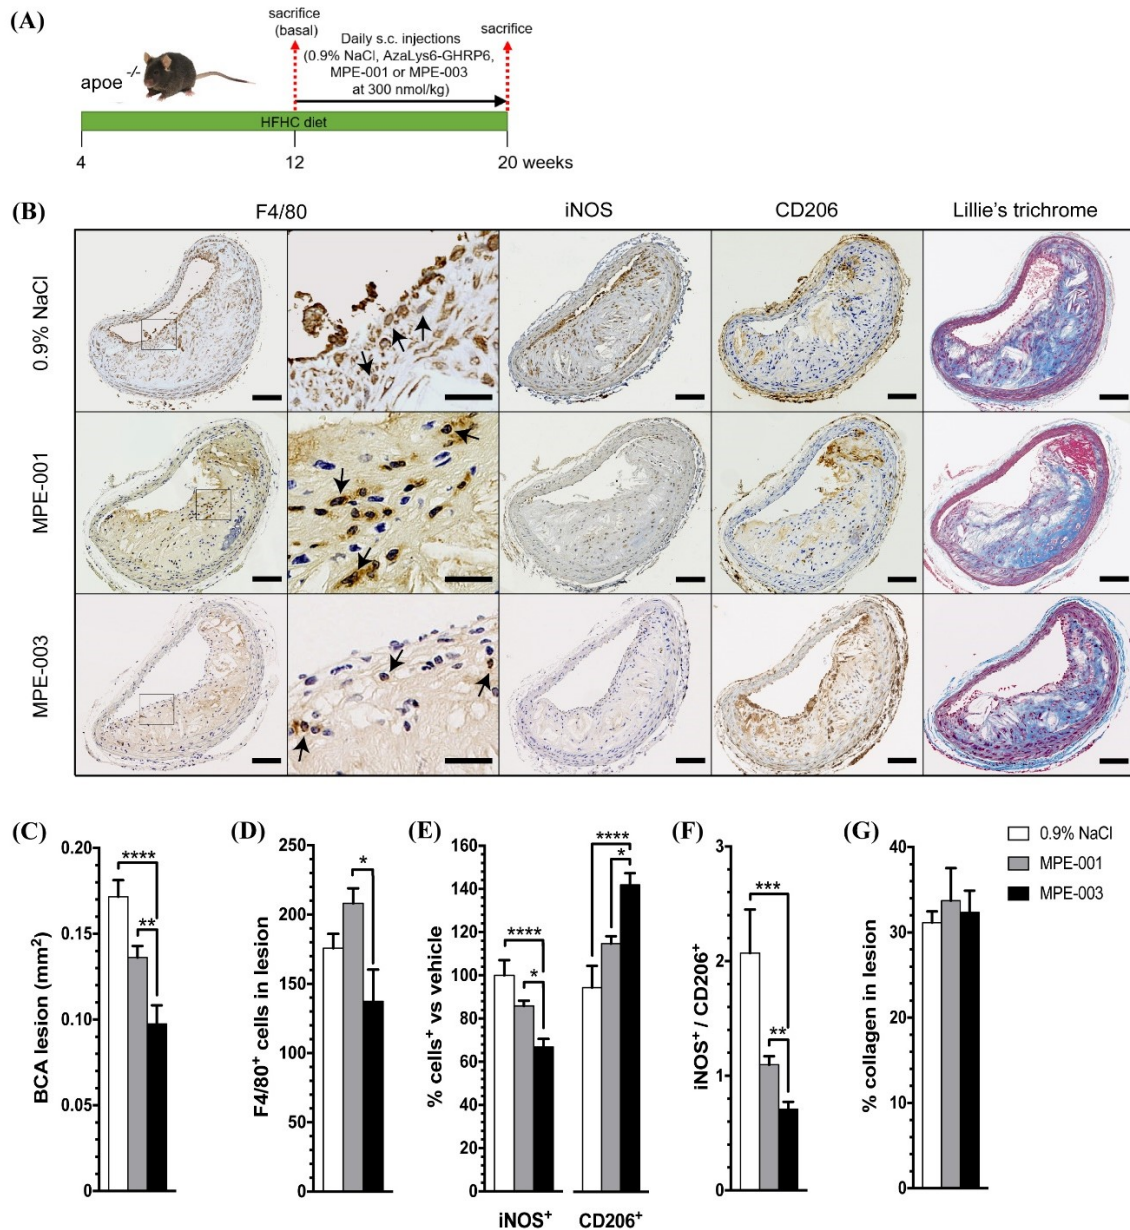 (A)
sacrifice
(basal)
Daily s.c. injections
(0.9% NaCl, AzaLys6-GHRP6,
MPE-001 or MPE-003
at 300 nmol/kg)
sacrifice
apoe -/-
HFHC diet
4 12 20 weeks
(B)
F4/80 iNOS CD206 Lillie's trichrome
0.9% NaCl
MPE-001
MPE-003
(C)
BCA lesion (mm²)
0.20
0.15
0.10
0.05
0.00
****
**
(D)
F4/80⁺ cells in lesion
250
200
150
100
50
0
*
(E)
% cells⁺ vs vehicle
160
140
120
100
80
60
40
20
0
****
*
****
*
iNOS⁺ CD206⁺
(F)
iNOS⁺ / CD206⁺
3
2
1
0
***
**
(G)
% collagen in lesion
40
30
20
10
0
0.9% NaCl
MPE-001
MPE-003